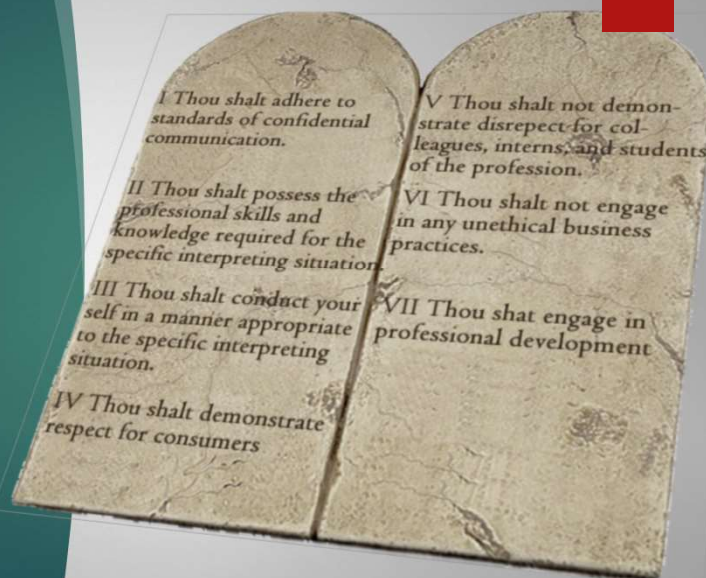 I Thou shalt adhere to
standards of confidential
communication.
II Thou shalt possess the
professional skills and
knowledge required for the
specific interpreting situation.
III Thou shalt conduct your
self in a manner appropriate
to the specific interpreting
situation.
IV Thou shalt demonstrate
respect for consumers
V Thou shalt not demon-
strate disrepect for col-
leagues, interns, and students
of the profession.
VI Thou shalt not engage
in any unethical business
practices.
VII Thou shat engage in
professional development